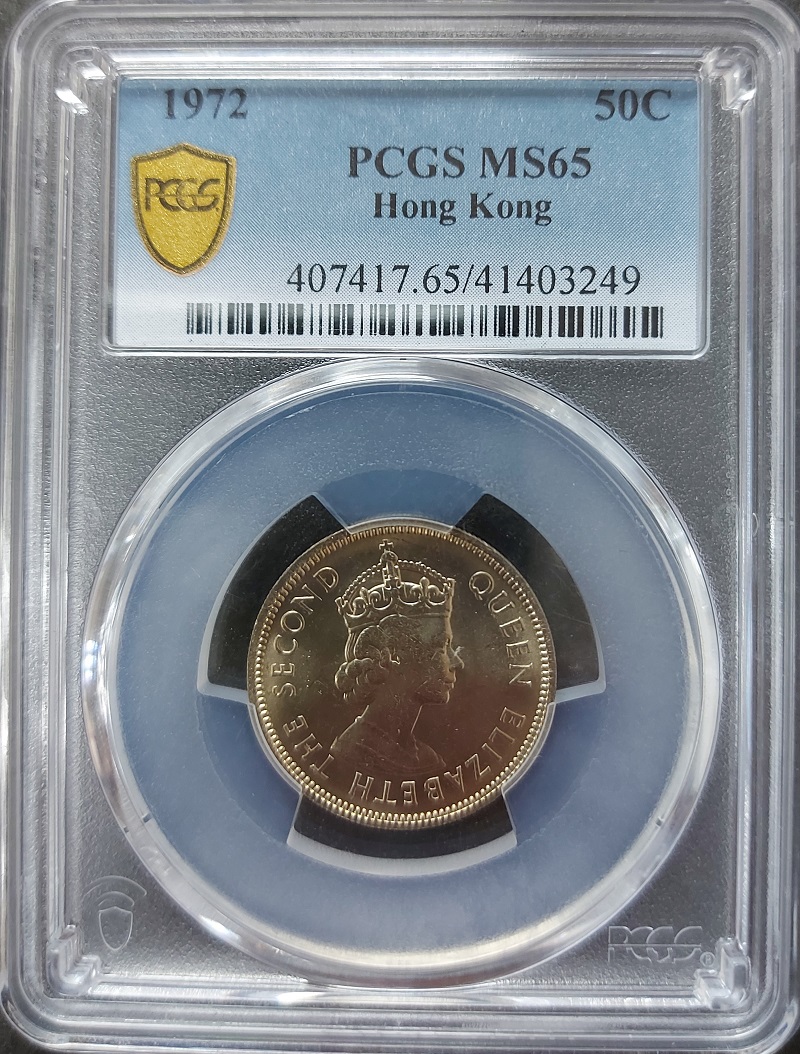 1972 50C
PCGS MS65
Hong Kong
PCGS
407417.65/41403249
QUEEN ELIZABETH THE SECOND
PCGS